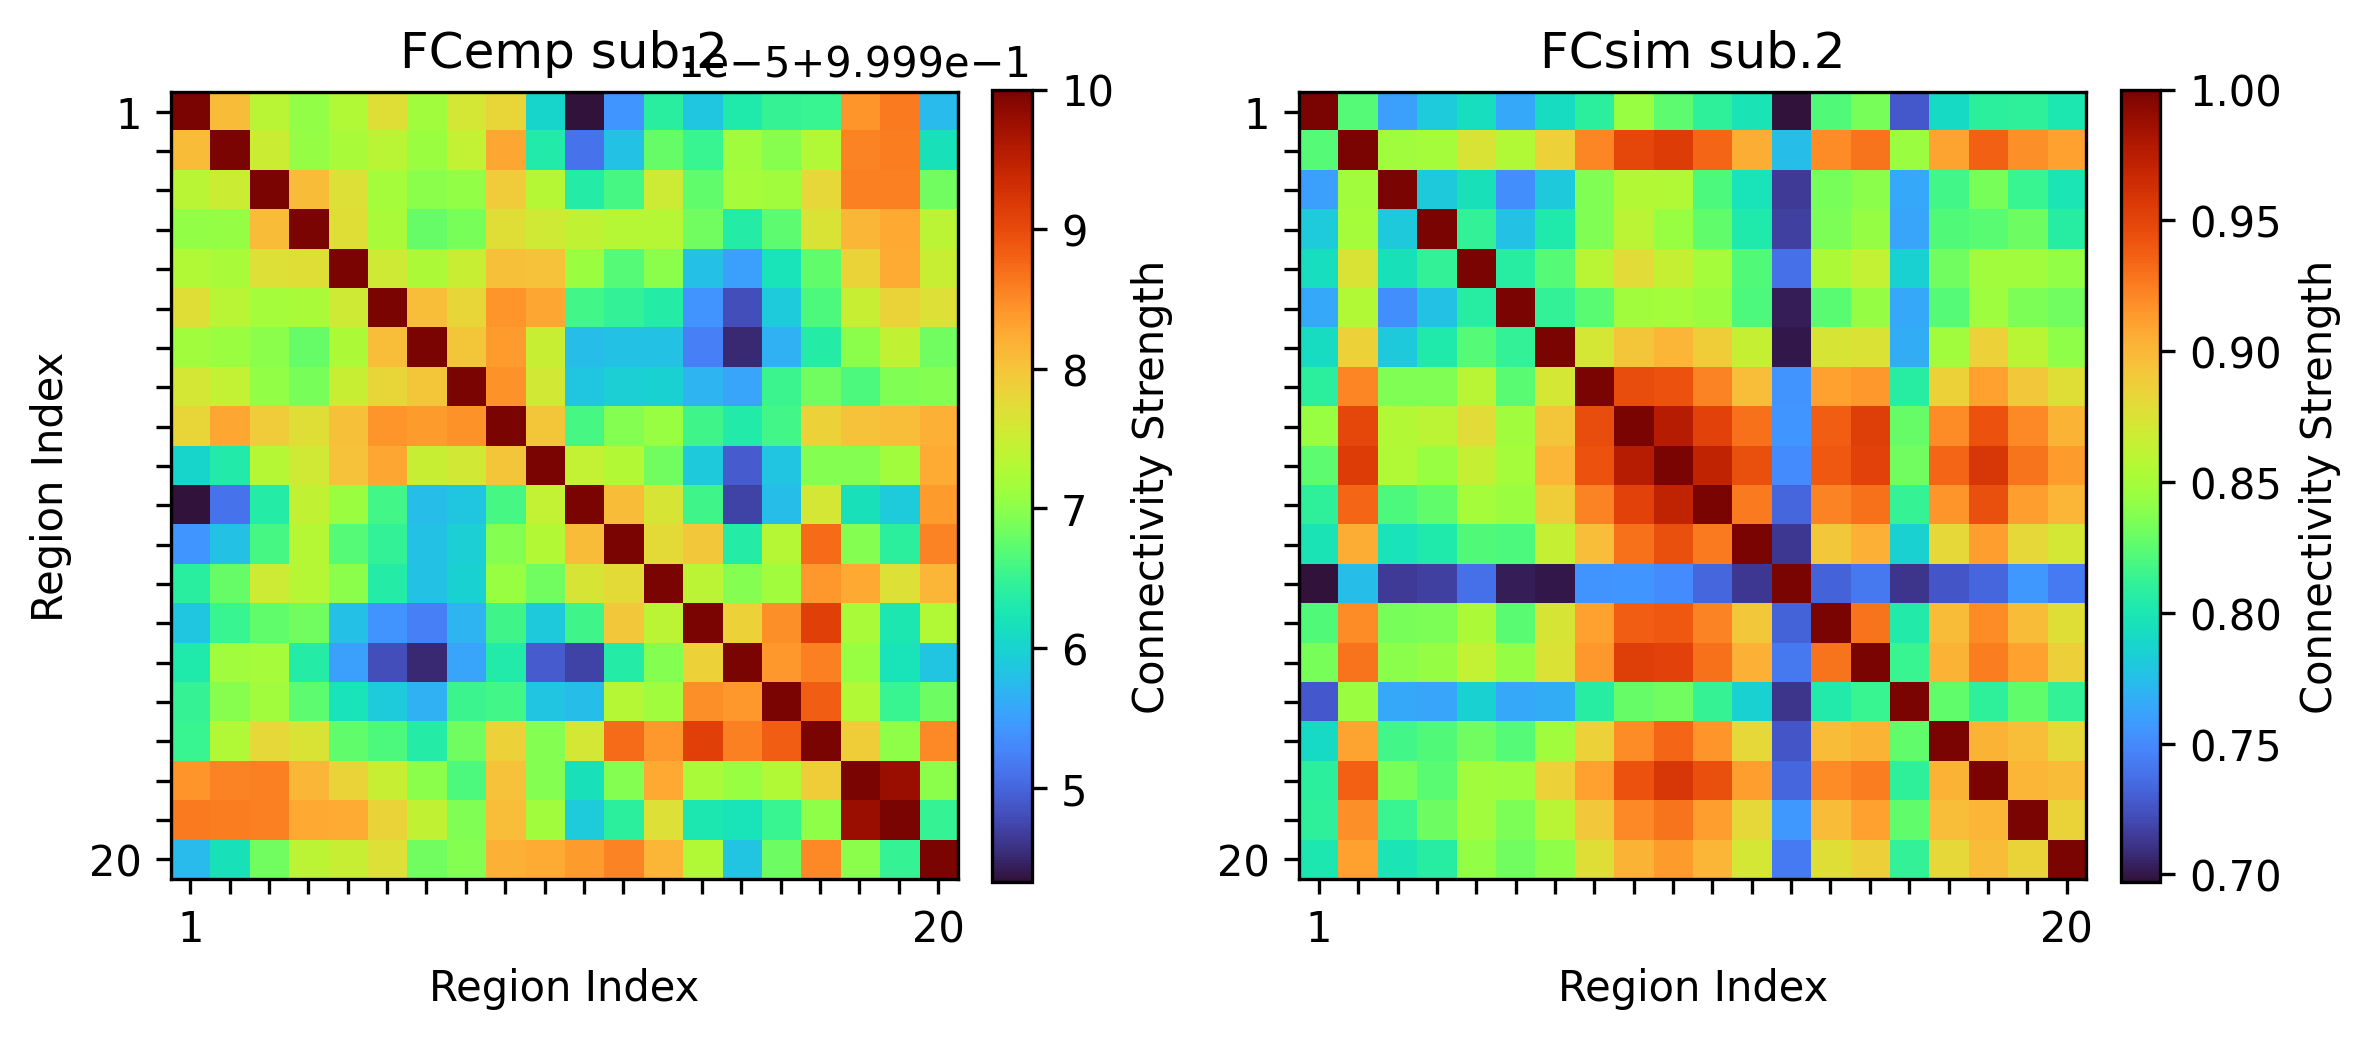 FCemp sub.2
1e−5+9.999e−1
1
20
1
20
Region Index
Region Index
10
9
8
7
6
5
Connectivity Strength
FCsim sub.2
1
20
1
20
Region Index
1.00
0.95
0.90
0.85
0.80
0.75
0.70
Connectivity Strength